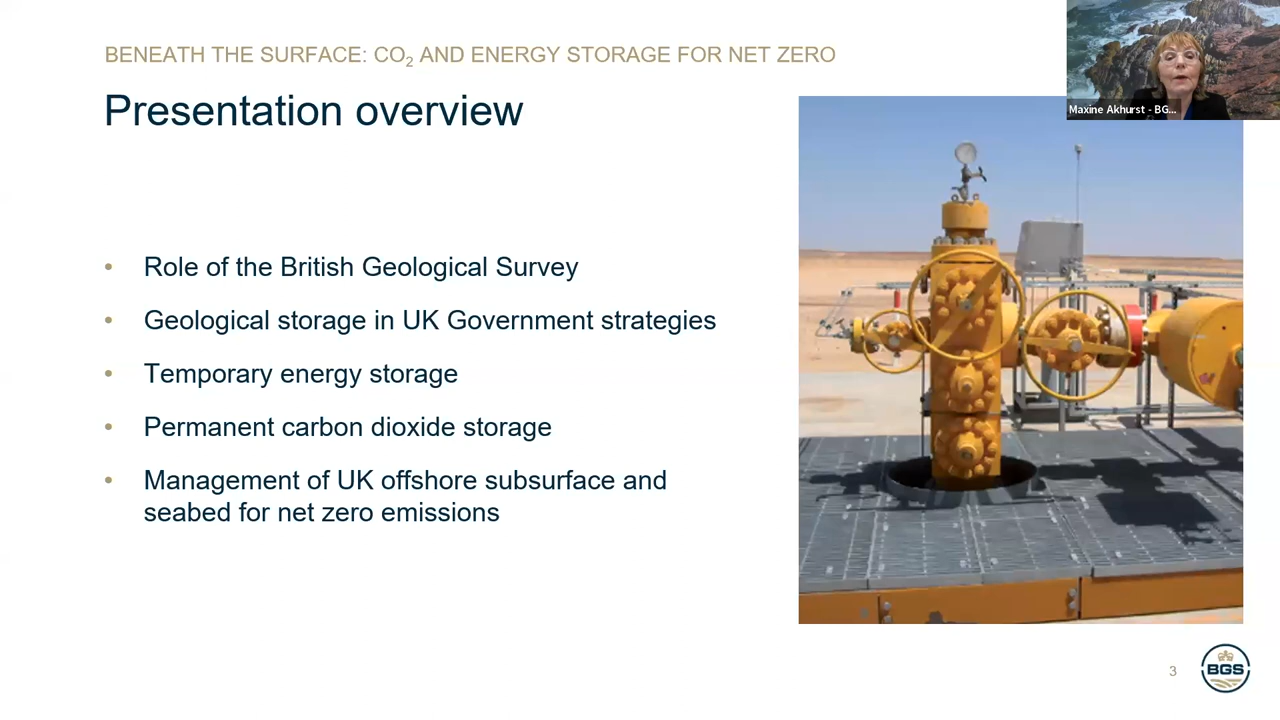 BENEATH THE SURFACE: CO₂ AND ENERGY STORAGE FOR NET ZERO
Maxine Akhurst - BG...
Presentation overview
• Role of the British Geological Survey
• Geological storage in UK Government strategies
• Temporary energy storage
• Permanent carbon dioxide storage
• Management of UK offshore subsurface and
seabed for net zero emissions
3
BGS